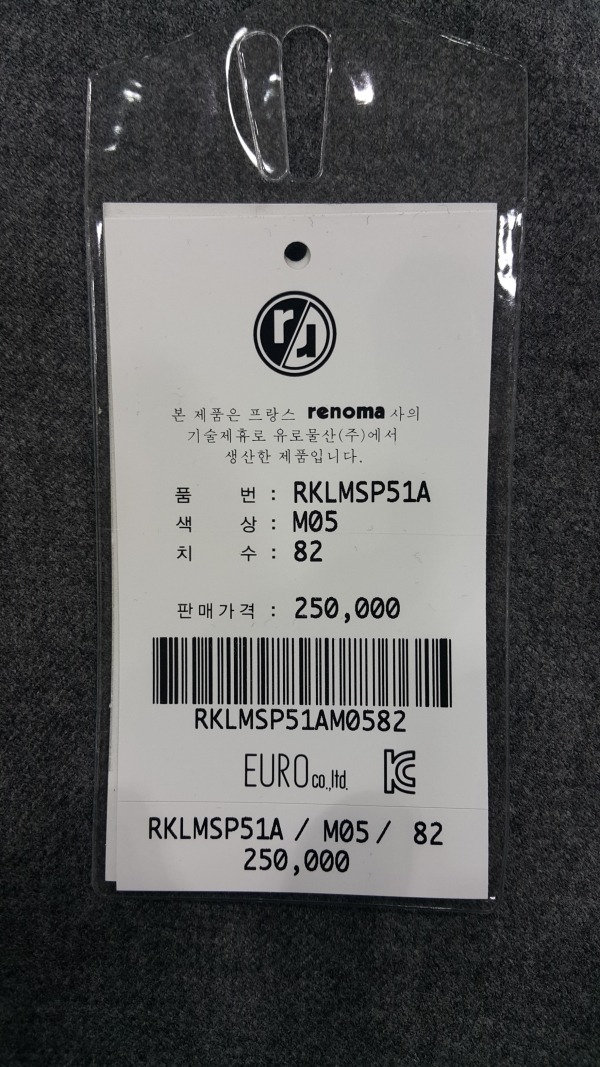 본 제품은 프랑스 renoma 사의
기술제휴로 유로물산(주)에서
생산한 제품입니다.
품 번 : RKLMSP51A
색 상 : M05
치 수 : 82
판매가격 : 250,000
RKLMSP51AM0582
EURO co.,ltd.
RKLMSP51A / M05 / 82
250,000